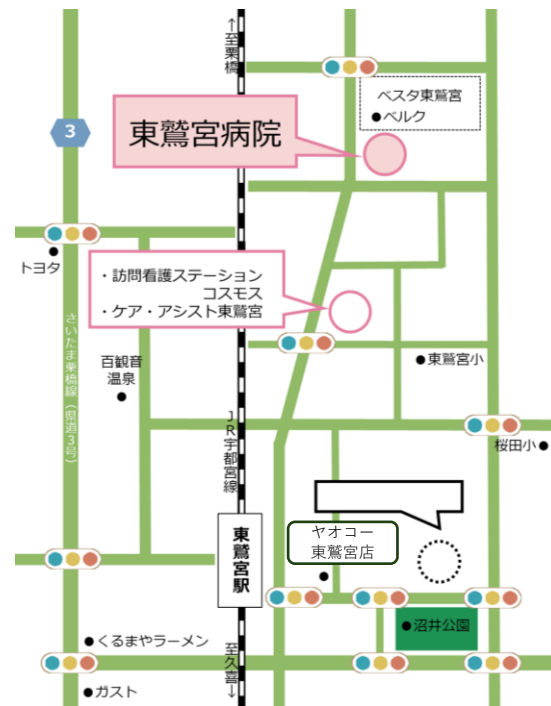 ↑至栗橋
ベスタ東鷲宮
●ベルク
3
東鷲宮病院
トヨタ
・訪問看護ステーション
コスモス
・ケア・アシスト東鷲宮
さいたま栗橋線（県道3号）
百観音
温泉
●東鷲宮小
JR宇都宮線
桜田小●
ヤオコー
東鷲宮店
東鷲宮駅
●沼井公園
●くるまやラーメン
至久喜↓
●ガスト